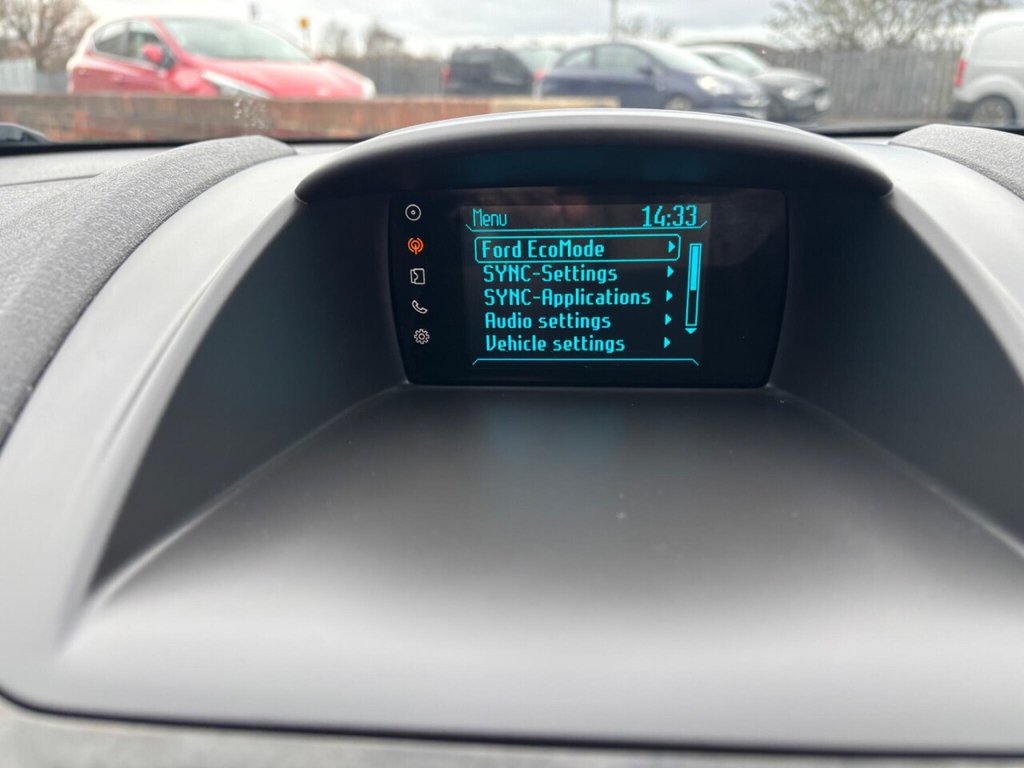 Menu 14:33
Ford EcoMode
SYNC-Settings
SYNC-Applications
Audio settings
Vehicle settings